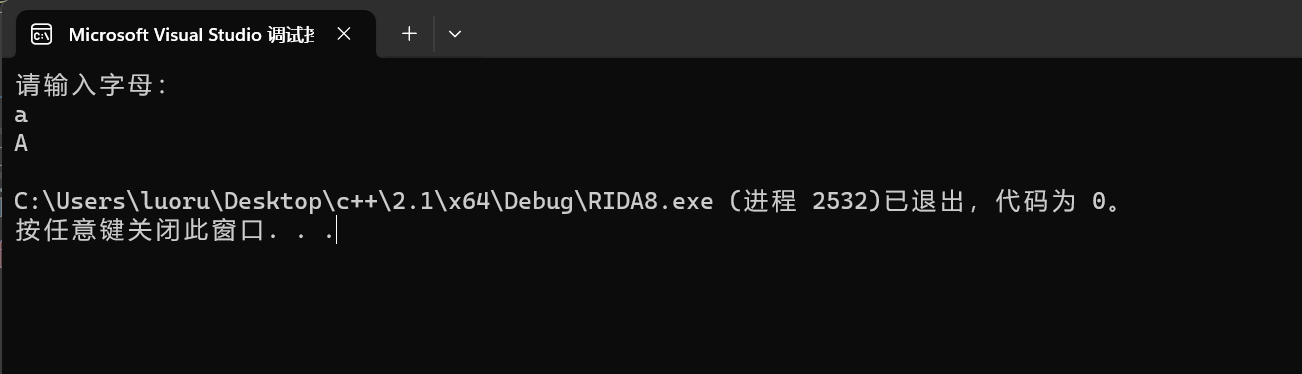 Microsoft Visual Studio 调试
请输入字母：
a
A
C:\Users\luoru\Desktop\c++\2.1\x64\Debug\RIDA8.exe (进程 2532)已退出，代码为 0。
按任意键关闭此窗口. . .